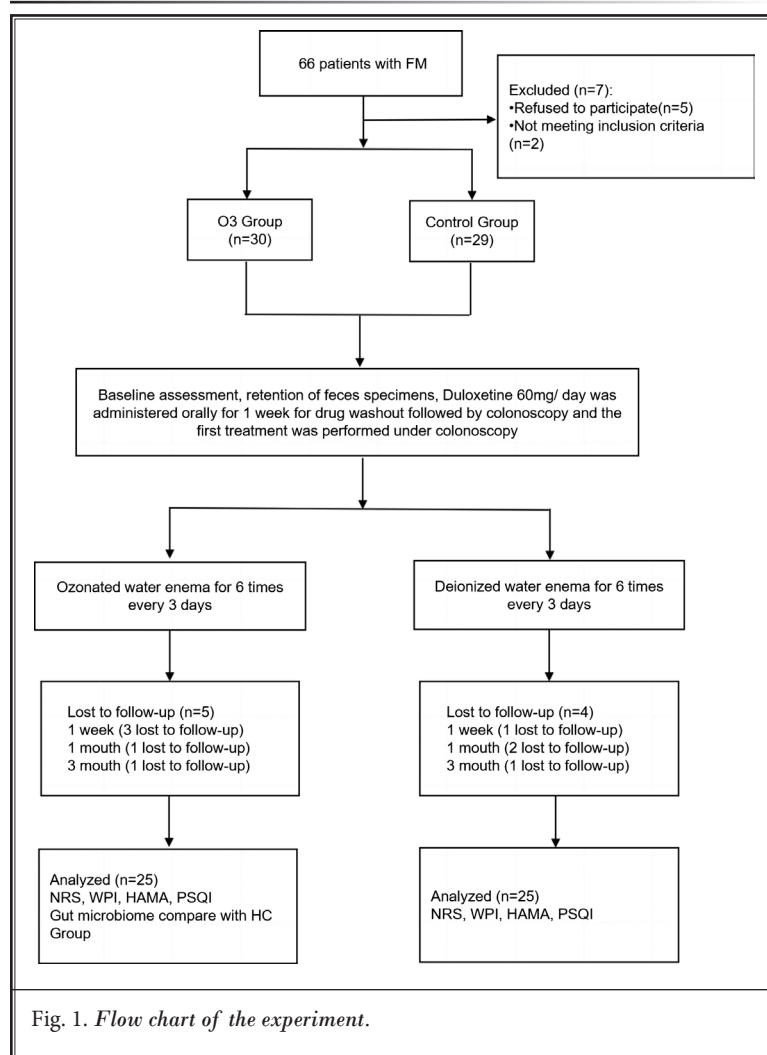 66 patients with FM
Excluded (n=7):
•Refused to participate(n=5)
•Not meeting inclusion criteria
(n=2)
O3 Group
(n=30)
Control Group
(n=29)
Baseline assessment, retention of feces specimens, Duloxetine 60mg/ day was
administered orally for 1 week for drug washout followed by colonoscopy and the
first treatment was performed under colonoscopy
Ozonated water enema for 6 times
every 3 days
Deionized water enema for 6 times
every 3 days
Lost to follow-up (n=5)
1 week (3 lost to follow-up)
1 mouth (1 lost to follow-up)
3 mouth (1 lost to follow-up)
Lost to follow-up (n=4)
1 week (1 lost to follow-up)
1 mouth (2 lost to follow-up)
3 mouth (1 lost to follow-up)
Analyzed (n=25)
NRS, WPI, HAMA, PSQI
Gut microbiome compare with HC
Group
Analyzed (n=25)
NRS, WPI, HAMA, PSQI
Fig. 1. Flow chart of the experiment.